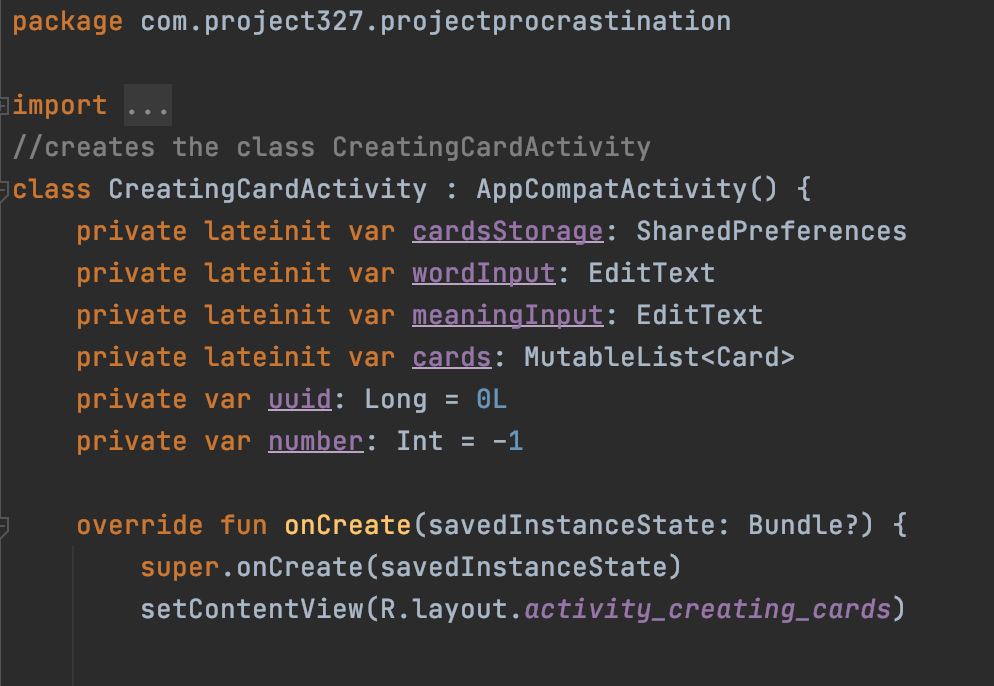 package com.project327.projectprocrastination
import ...
//creates the class CreatingCardActivity
class CreatingCardActivity : AppCompatActivity() {
    private lateinit var cardsStorage: SharedPreferences
    private lateinit var wordInput: EditText
    private lateinit var meaningInput: EditText
    private lateinit var cards: MutableList<Card>
    private var uuid: Long = 0L
    private var number: Int = -1
    override fun onCreate(savedInstanceState: Bundle?) {
        super.onCreate(savedInstanceState)
        setContentView(R.layout.activity_creating_cards)